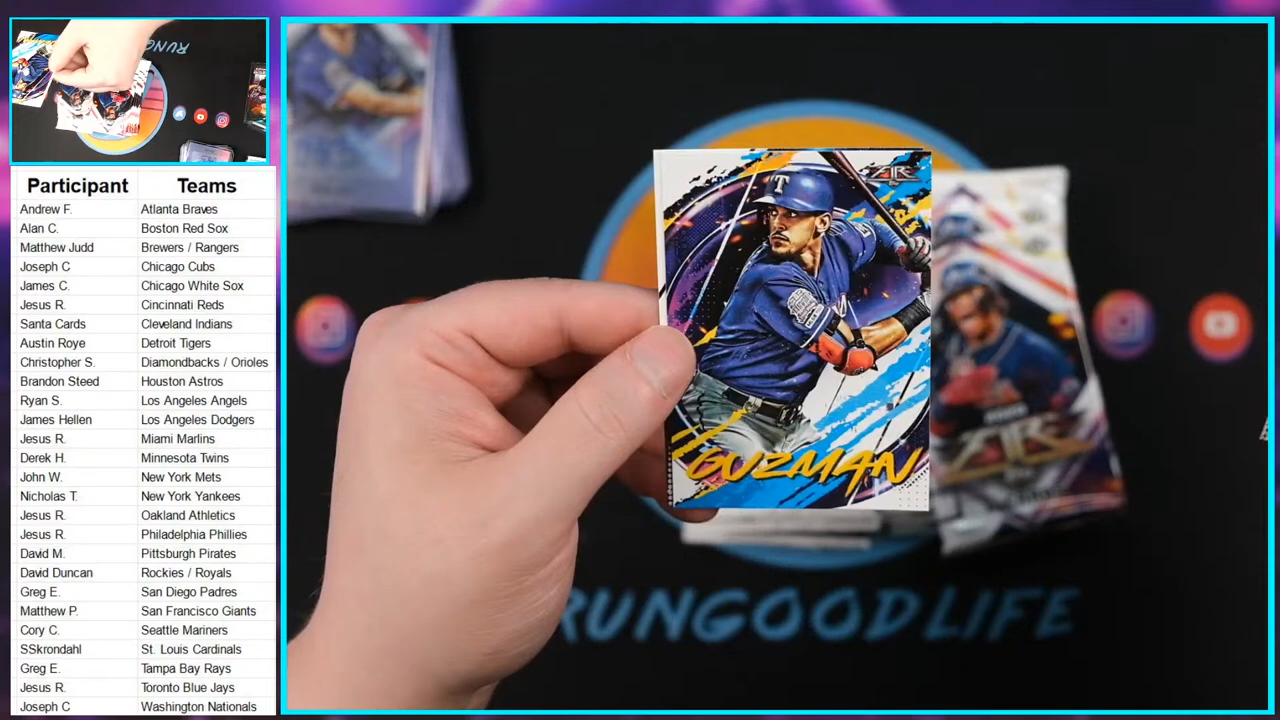 RUNG
Participant Teams
Andrew F. Atlanta Braves
Alan C. Boston Red Sox
Matthew Judd Brewers / Rangers
Joseph C Chicago Cubs
James C. Chicago White Sox
Jesus R. Cincinnati Reds
Santa Cards Cleveland Indians
Austin Roye Detroit Tigers
Christopher S. Diamondbacks / Orioles
Brandon Steed Houston Astros
Ryan S. Los Angeles Angels
James Hellen Los Angeles Dodgers
Jesus R. Miami Marlins
Derek H. Minnesota Twins
John W. New York Mets
Nicholas T. New York Yankees
Jesus R. Oakland Athletics
Jesus R. Philadelphia Phillies
David M. Pittsburgh Pirates
David Duncan Rockies / Royals
Greg E. San Diego Padres
Matthew P. San Francisco Giants
Cory C. Seattle Mariners
SSkrondahl St. Louis Cardinals
Greg E. Tampa Bay Rays
Jesus R. Toronto Blue Jays
Joseph C Washington Nationals
FIRE
T
GUZMAN
FIRE
RUNGOODLIFE